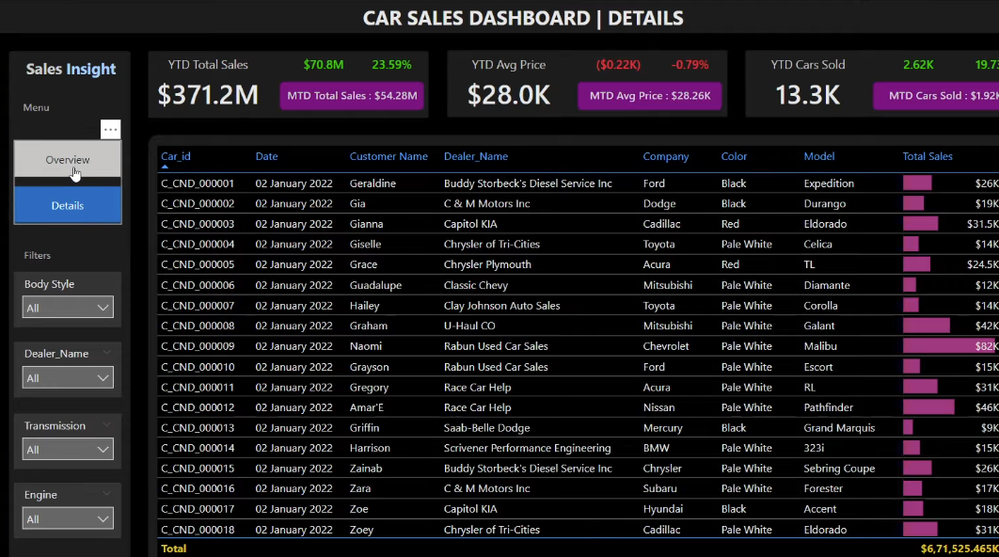 CAR SALES DASHBOARD | DETAILS
Sales Insight
Menu
...
Overview
Details
Filters
Body Style
All
Dealer_Name
All
Transmission
All
Engine
All
YTD Total Sales $70.8M 23.59%
$371.2M MTD Total Sales : $54.28M
YTD Avg Price ($0.22K) -0.79%
$28.0K MTD Avg Price : $28.26K
YTD Cars Sold 2.62K 19.73
13.3K MTD Cars Sold : $1.92K
Car_id Date Customer Name Dealer_Name Company Color Model Total Sales
C_CND_000001 02 January 2022 Geraldine Buddy Storbeck's Diesel Service Inc Ford Black Expedition $26K
C_CND_000002 02 January 2022 Gia C & M Motors Inc Dodge Black Durango $19K
C_CND_000003 02 January 2022 Gianna Capitol KIA Cadillac Red Eldorado $31.5K
C_CND_000004 02 January 2022 Giselle Chrysler of Tri-Cities Toyota Pale White Celica $14K
C_CND_000005 02 January 2022 Grace Chrysler Plymouth Acura Red TL $24.5K
C_CND_000006 02 January 2022 Guadalupe Classic Chevy Mitsubishi Pale White Diamante $12K
C_CND_000007 02 January 2022 Hailey Clay Johnson Auto Sales Toyota Pale White Corolla $14K
C_CND_000008 02 January 2022 Graham U-Haul CO Mitsubishi Pale White Galant $42K
C_CND_000009 02 January 2022 Naomi Rabun Used Car Sales Chevrolet Pale White Malibu $82K
C_CND_000010 02 January 2022 Grayson Rabun Used Car Sales Ford Pale White Escort $15K
C_CND_000011 02 January 2022 Gregory Race Car Help Acura Pale White RL $31K
C_CND_000012 02 January 2022 Amar'E Race Car Help Nissan Pale White Pathfinder $46K
C_CND_000013 02 January 2022 Griffin Saab-Belle Dodge Mercury Black Grand Marquis $9K
C_CND_000014 02 January 2022 Harrison Scrivener Performance Engineering BMW Pale White 323i $15K
C_CND_000015 02 January 2022 Zainab Buddy Storbeck's Diesel Service Inc Chrysler Pale White Sebring Coupe $26K
C_CND_000016 02 January 2022 Zara C & M Motors Inc Subaru Pale White Forester $17K
C_CND_000017 02 January 2022 Zoe Capitol KIA Hyundai Black Accent $18K
C_CND_000018 02 January 2022 Zoey Chrysler of Tri-Cities Cadillac Pale White Eldorado $31K
Total $6,71,525.465K